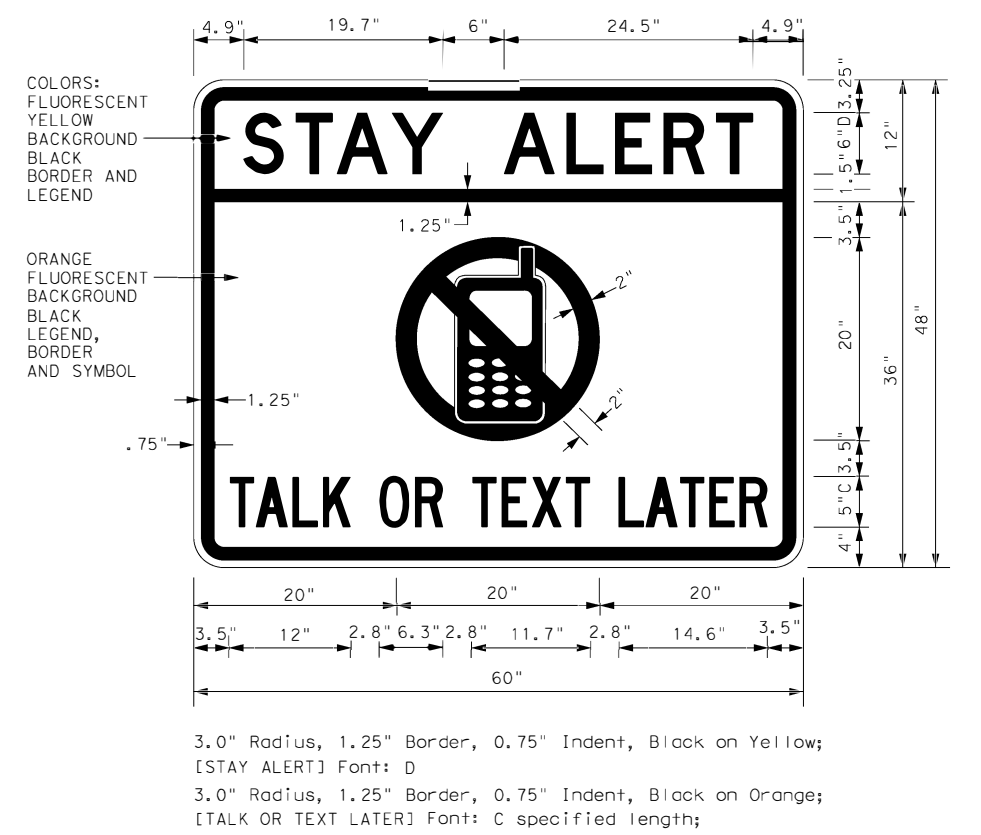 4.9" 19.7" 6" 24.5" 4.9"
COLORS:
FLUORESCENT
YELLOW
BACKGROUND
BLACK
BORDER AND
LEGEND
STAY ALERT
3.25"
6"D
1.5"
12"
1.25"
ORANGE
FLUORESCENT
BACKGROUND
BLACK
LEGEND,
BORDER
AND SYMBOL
3.5"
2"
20"
48"
36"
1.25"
2"
.75"
3.5"
TALK OR TEXT LATER
5"C
4"
20" 20" 20"
3.5" 12" 2.8" 6.3" 2.8" 11.7" 2.8" 14.6" 3.5"
60"
3.0" Radius, 1.25" Border, 0.75" Indent, Black on Yellow;
[STAY ALERT] Font: D
3.0" Radius, 1.25" Border, 0.75" Indent, Black on Orange;
[TALK OR TEXT LATER] Font: C specified length;